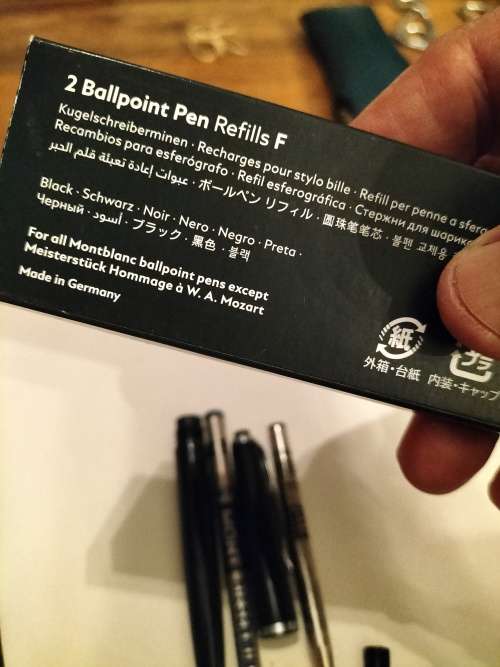 2 Ballpoint Pen Refills F
Kugelschreiberminen · Recharges pour stylo bille · Refill per penne a sfera
Recambios para esferógrafo · Refil esferográfica · Стержни для
عبوات إعادة تعبئة قلم الحبر · ボールペン リフィル · 圆珠笔笔芯 · 볼펜 교체용
Black · Schwarz · Noir · Nero · Negro · Preta ·
Черный · أسود · ブラック · 黑色 · 블랙
For all Montblanc ballpoint pens except
Meisterstück Hommage à W. A. Mozart
Made in Germany
紙
外箱・台紙
プラ
内装・キャップ